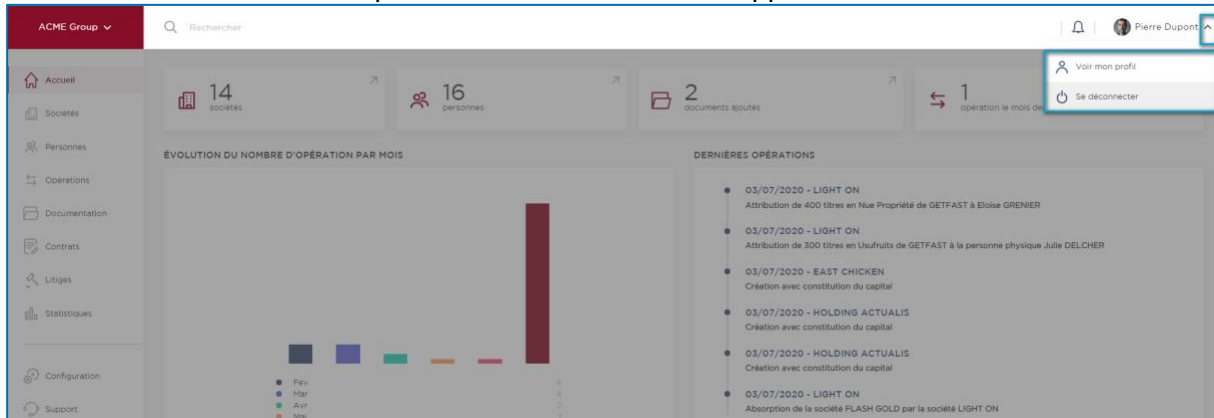 ACME Group
Rechercher
Pierre Dupont
Voir mon profil
Se déconnecter
Accueil
Sociétés
Personnes
Opérations
Documentation
Contrats
Litiges
Statistiques
Configuration
Support
14
sociétés
16
personnes
2
documents ajoutés
1
opération le mois de
ÉVOLUTION DU NOMBRE D'OPÉRATION PAR MOIS
Fev 4
Mar 4
Avr 2
Mai
DERNIÈRES OPÉRATIONS
03/07/2020 - LIGHT ON
Attribution de 400 titres en Nue Propriété de GETFAST à Eloise GRENIER
03/07/2020 - LIGHT ON
Attribution de 300 titres en Usufruits de GETFAST à la personne physique Julie DELCHER
03/07/2020 - EAST CHICKEN
Création avec constitution du capital
03/07/2020 - HOLDING ACTUALIS
Création avec constitution du capital
03/07/2020 - HOLDING ACTUALIS
Création avec constitution du capital
03/07/2020 - LIGHT ON
Absorption de la société FLASH GOLD par la société LIGHT ON